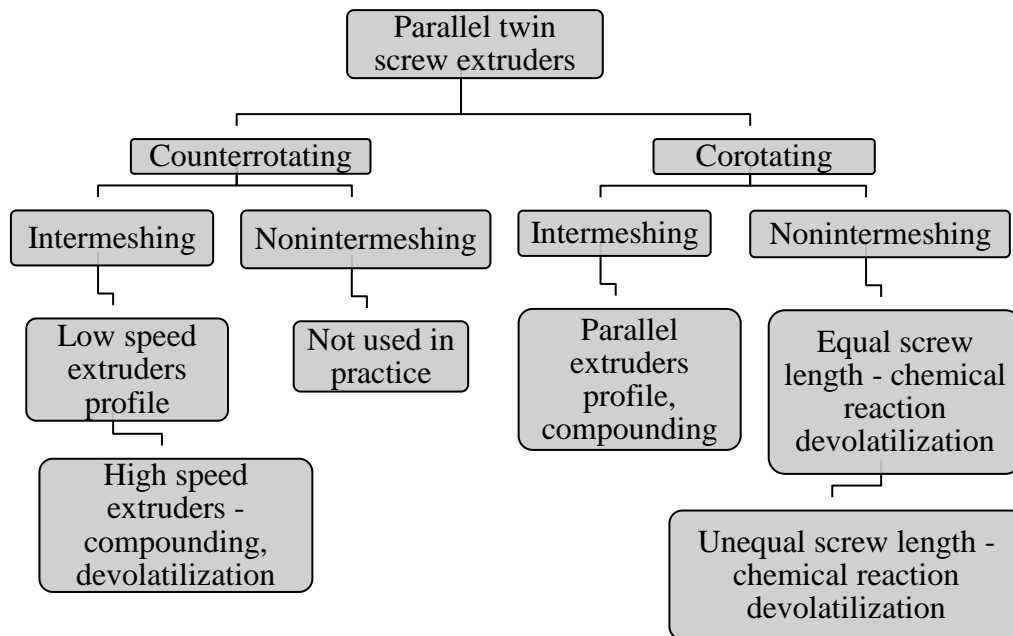 Parallel twin
screw extruders
Counterrotating
Corotating
Intermeshing
Nonintermeshing
Intermeshing
Nonintermeshing
Low speed
extruders
profile
Not used in
practice
Parallel
extruders
profile,
compounding
Equal screw
length - chemical
reaction
devolatilization
High speed
extruders -
compounding,
devolatilization
Unequal screw length -
chemical reaction
devolatilization